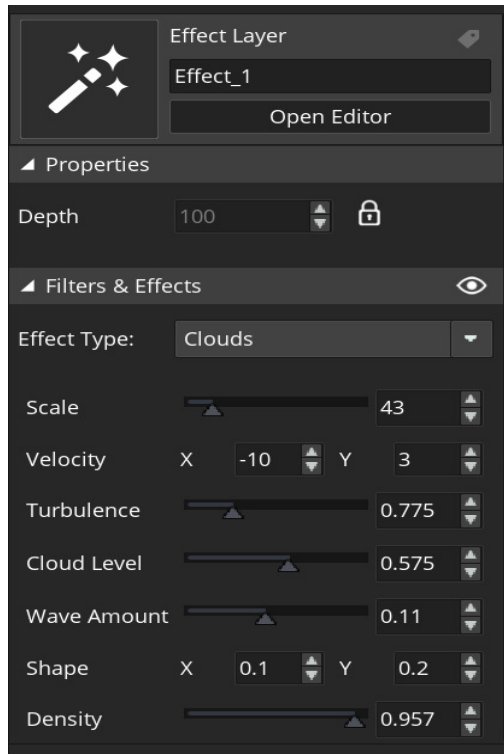 Effect Layer
Effect_1
Open Editor
Properties
Depth 100
Filters & Effects
Effect Type: Clouds
Scale 43
Velocity X -10 Y 3
Turbulence 0.775
Cloud Level 0.575
Wave Amount 0.11
Shape X 0.1 Y 0.2
Density 0.957